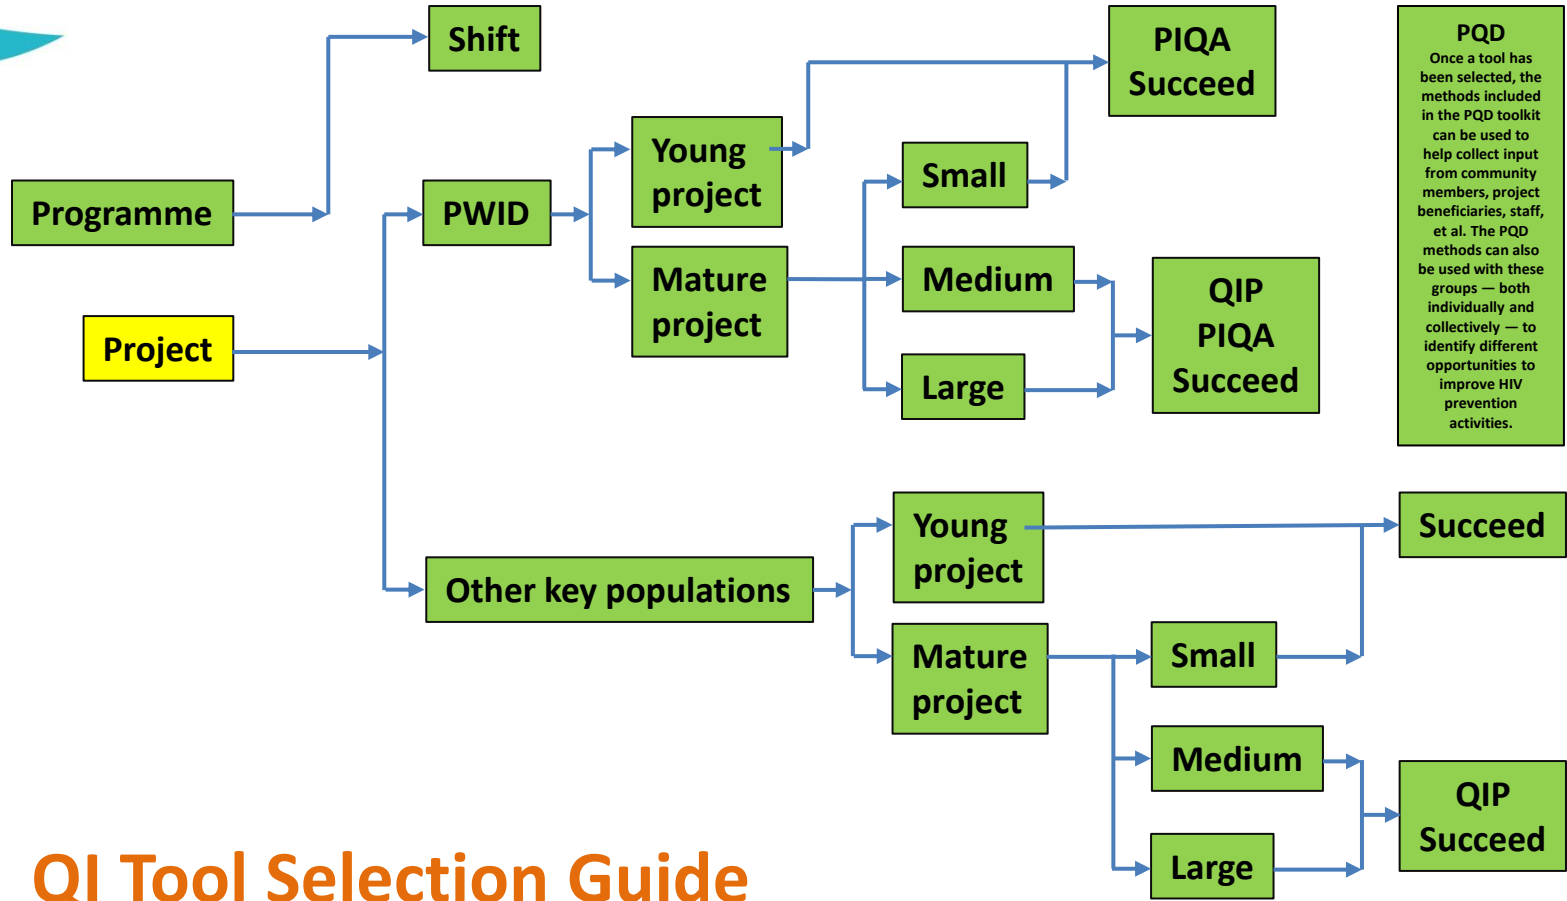 Shift
Programme
Project
PWID
Young
project
Mature
project
Small
Medium
Large
PIQA
Succeed
QIP
PIQA
Succeed
PQD
Once a tool has
been selected, the
methods included
in the PQD toolkit
can be used to
help collect input
from community
members, project
beneficiaries, staff,
et al. The PQD
methods can also
be used with these
groups — both
individually and
collectively — to
identify different
opportunities to
improve HIV
prevention
activities.
Other key populations
Young
project
Mature
project
Small
Medium
Large
Succeed
QIP
Succeed
QI Tool Selection Guide